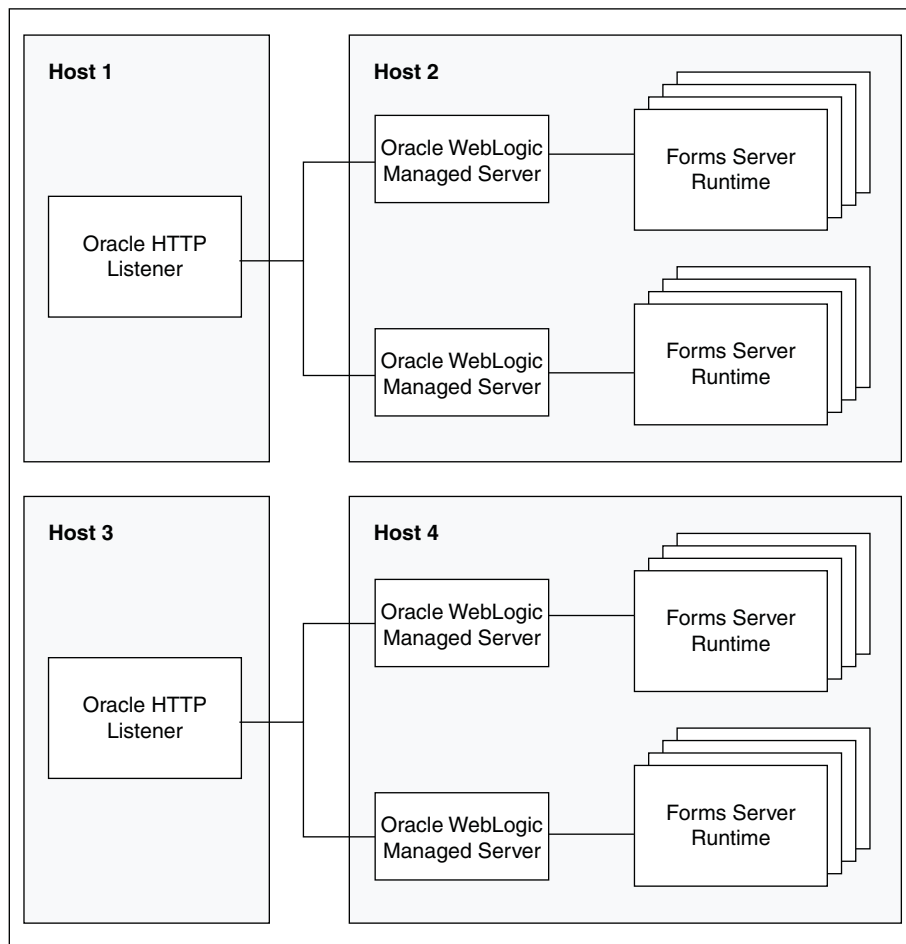 Host 1
Oracle HTTP
Listener
Host 2
Oracle WebLogic
Managed Server
Forms Server
Runtime
Oracle WebLogic
Managed Server
Forms Server
Runtime
Host 3
Oracle HTTP
Listener
Host 4
Oracle WebLogic
Managed Server
Forms Server
Runtime
Oracle WebLogic
Managed Server
Forms Server
Runtime